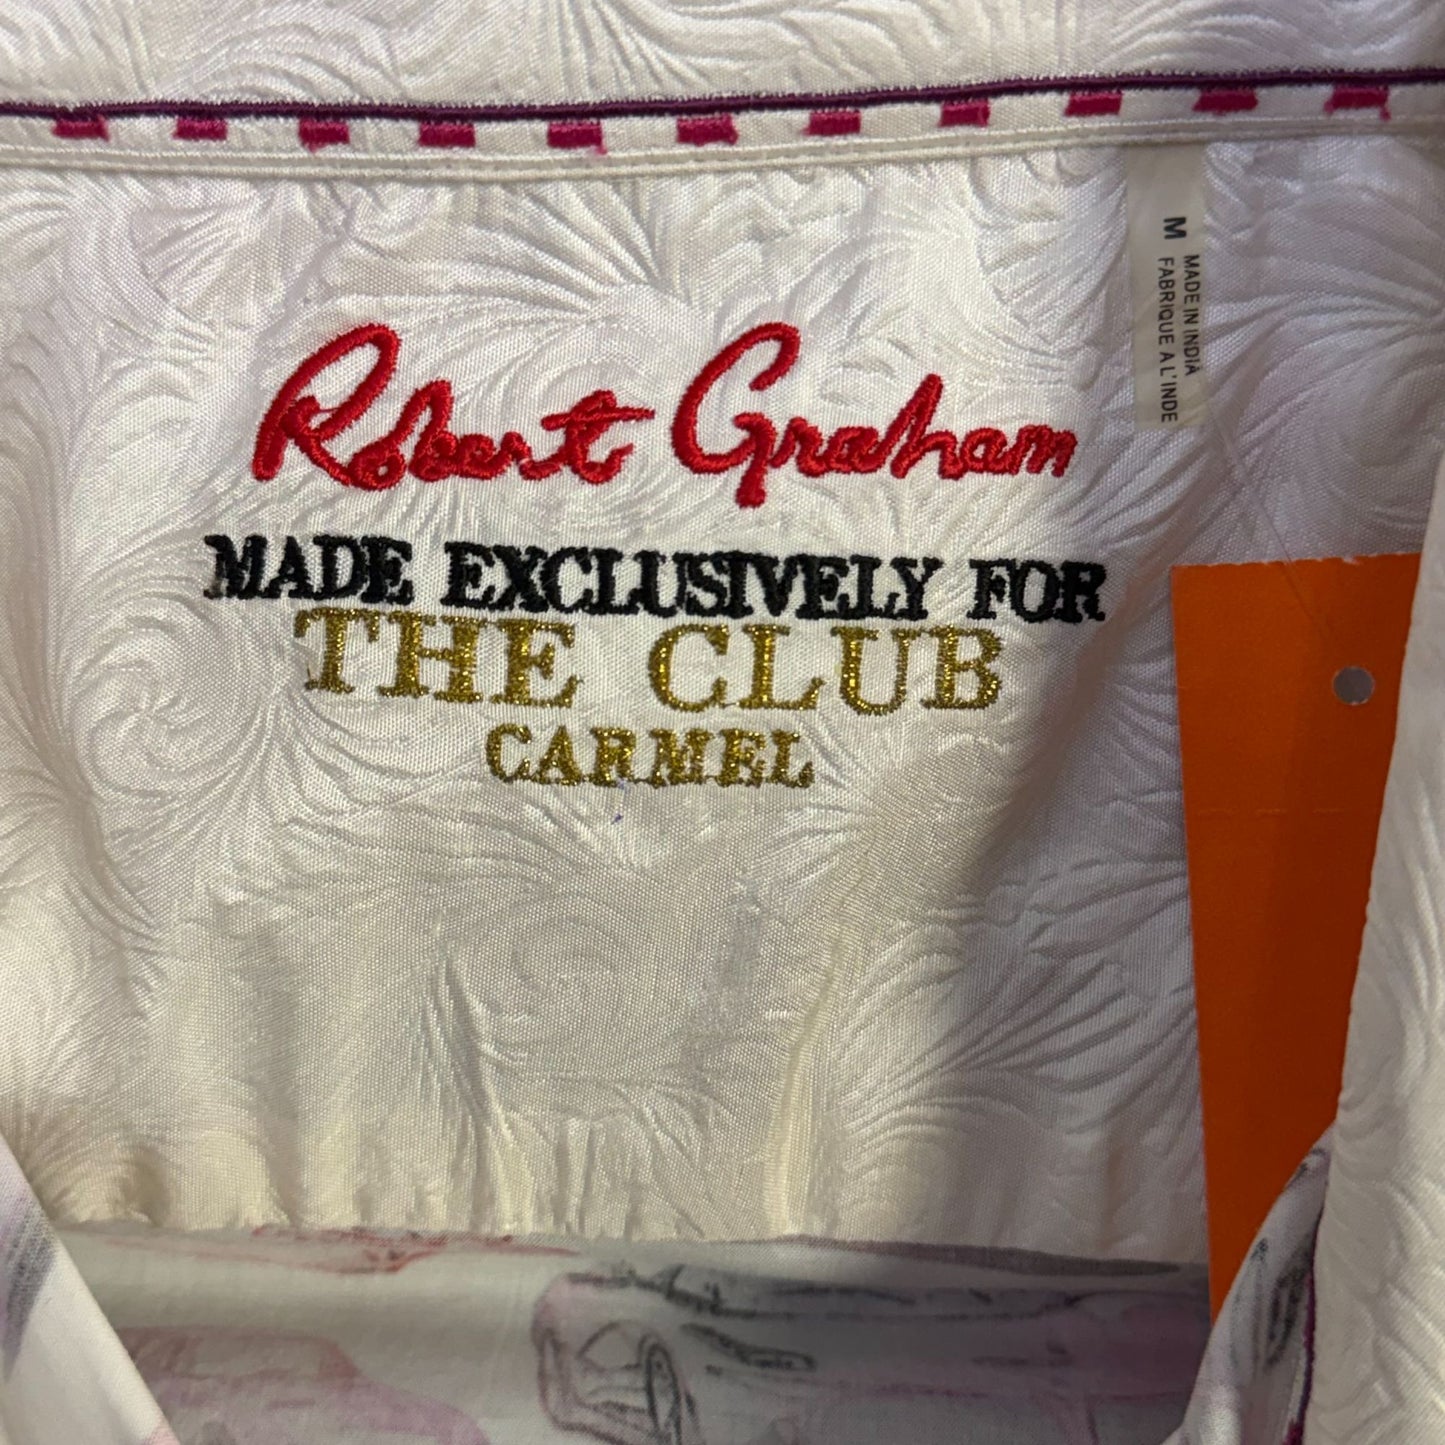 Robert Graham
MADE EXCLUSIVELY FOR
THE CLUB
CARMEL
M
MADE IN INDIA
FABRIQUE A L'INDE